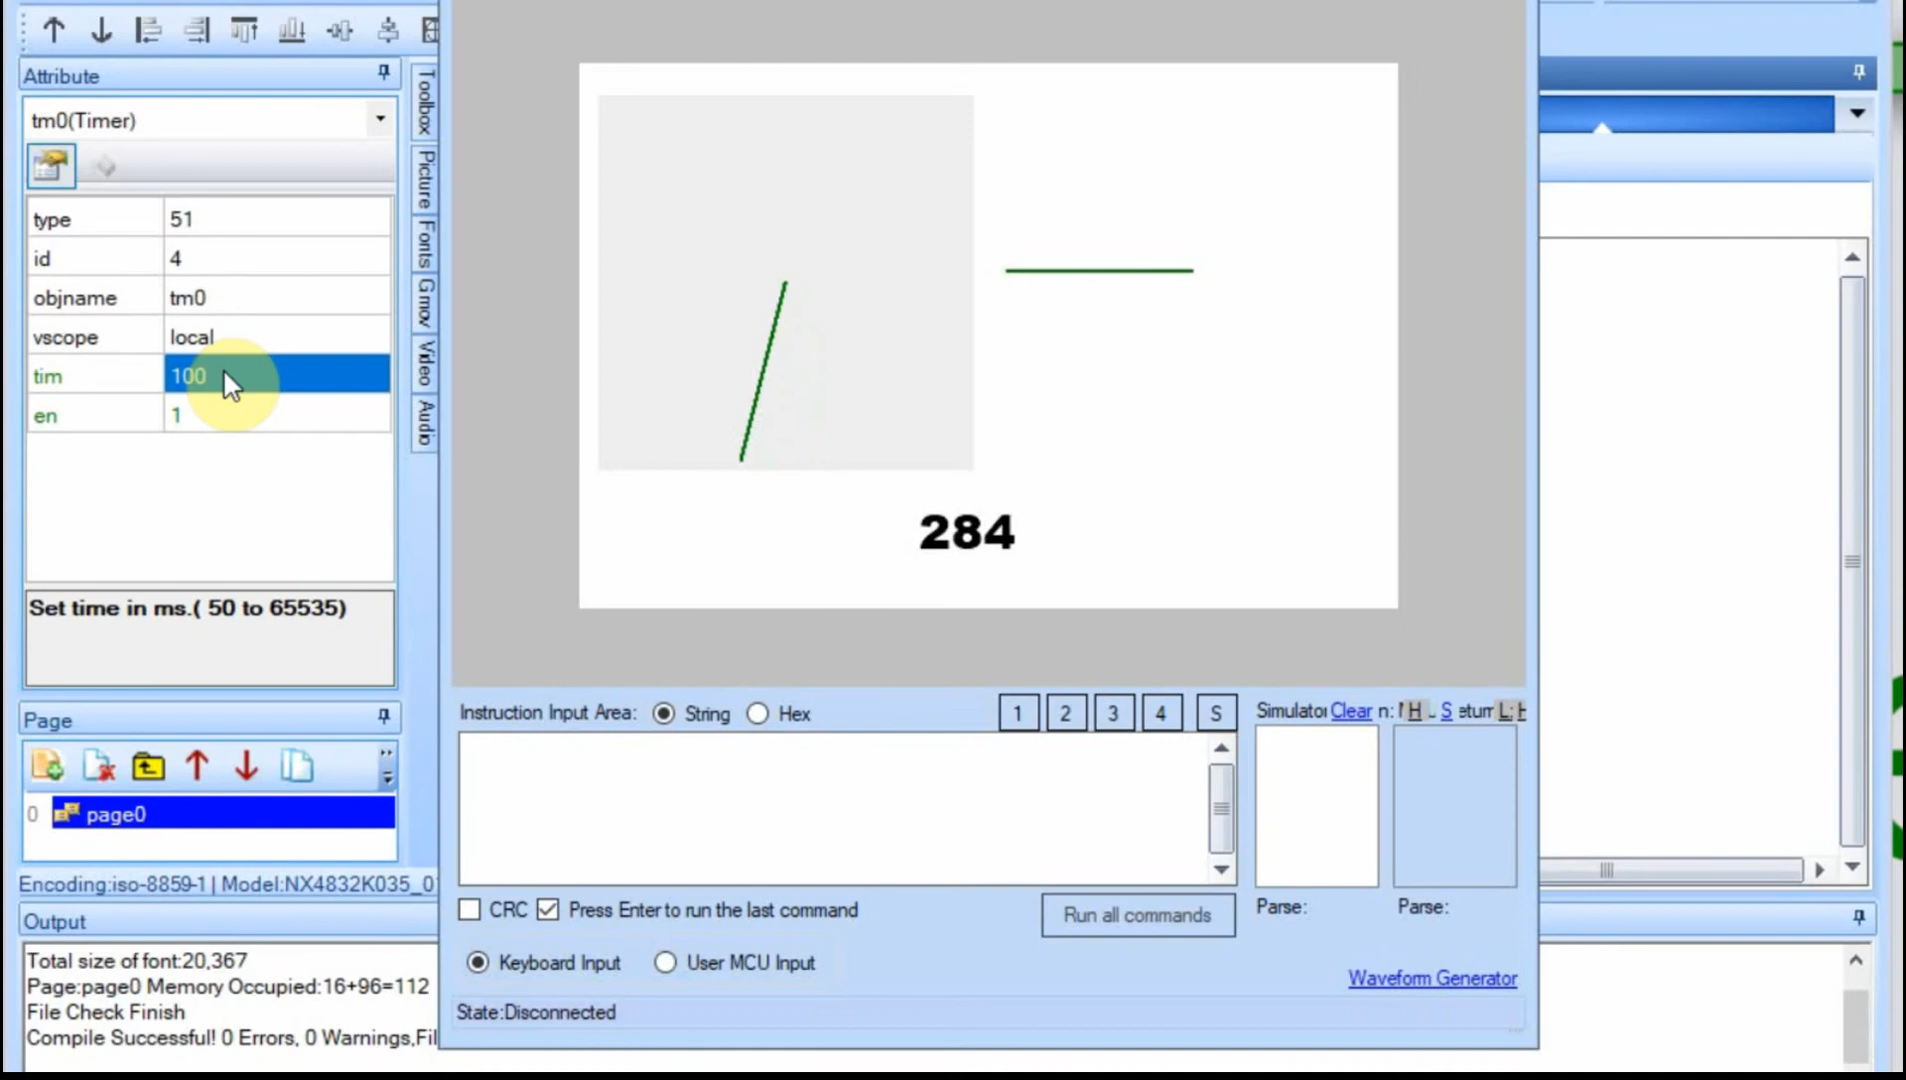 Attribute
tm0(Timer)
type 51
id 4
objname tm0
vscope local
tim 100
en 1
Set time in ms.( 50 to 65535)
Toolbox
Picture
Fonts
Gmov
Video
Audio
284
Page
0 page0
Encoding:iso-8859-1 | Model:NX4832K035_0
Output
Total size of font:20,367
Page:page0 Memory Occupied:16+96=112
File Check Finish
Compile Successful! 0 Errors, 0 Warnings,Fil
Instruction Input Area: String Hex
1 2 3 4 S
Simulator Clear n: H S eturn L: H
CRC Press Enter to run the last command
Run all commands
Parse: Parse:
Keyboard Input User MCU Input
Waveform Generator
State:Disconnected